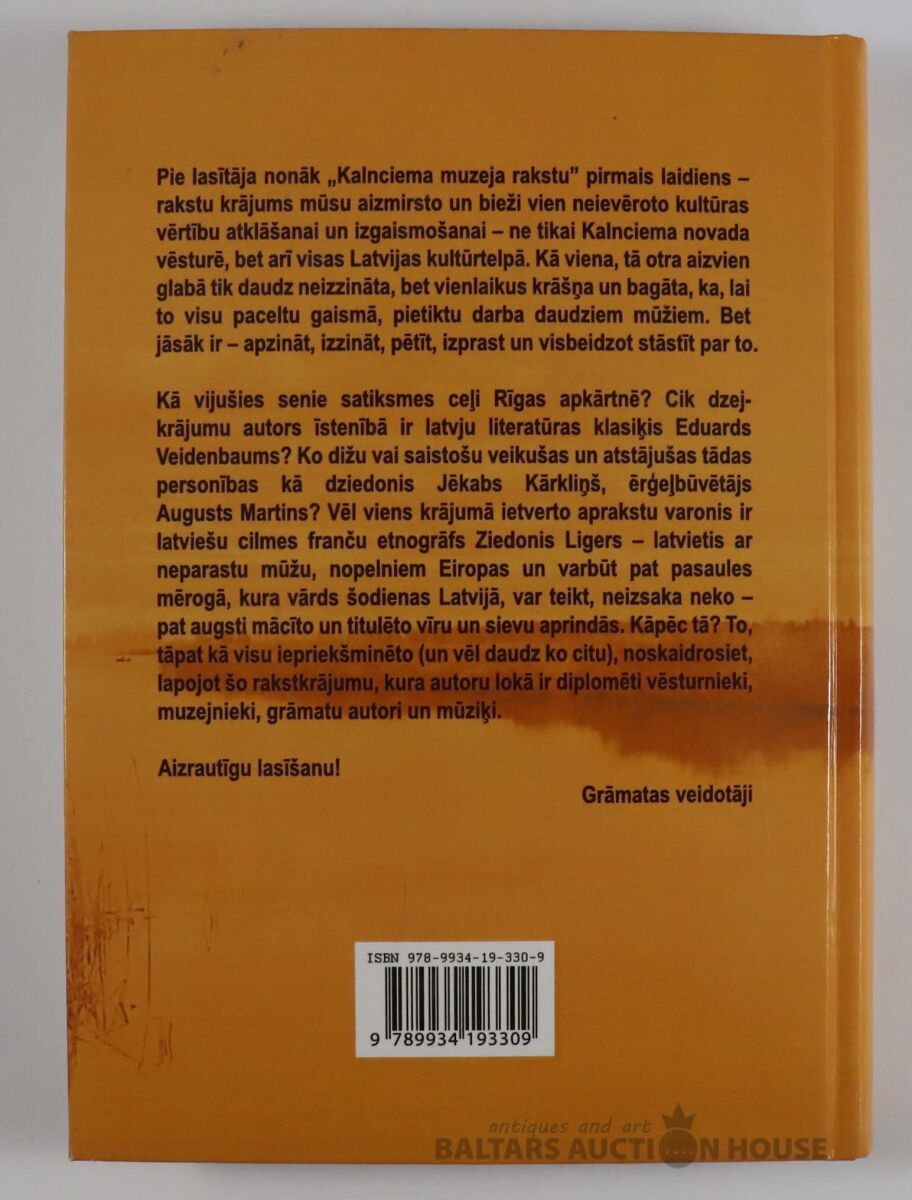 Pie lasītāja nonāk „Kalnciema muzeja rakstu” pirmais laidiens –
rakstu krājums mūsu aizmirsto un bieži vien neievēroto kultūras
vērtību atklāšanai un izgaismošanai – ne tikai Kalnciema novada
vēsturē, bet arī visas Latvijas kultūrtelpā. Kā viena, tā otra aizvien
glabā tik daudz neizzināta, bet vienlaikus krāšņa un bagāta, ka, lai
to visu paceltu gaismā, pietiktu darba daudziem mūžiem. Bet
jāsāk ir – apzināt, izzināt, pētīt, izprast un visbeidzot stāstīt par to.
Kā vijušies senie satiksmes ceļi Rīgas apkārtnē? Cik dzej-
krājumu autors īstenībā ir latvju literatūras klasiķis Eduards
Veidenbaums? Ko dižu vai saistošu veikušas un atstājušas tādas
personības kā dziedonis Jēkabs Kārkliņš, ērģeļbūvētājs
Augusts Martins? Vēl viens krājumā ietverto aprakstu varonis ir
latviešu cilmes franču etnogrāfs Ziedonis Ligers – latvietis ar
neparastu mūžu, nopelniem Eiropas un varbūt pat pasaules
mērogā, kura vārds šodienas Latvijā, var teikt, neizsaka neko –
pat augsti mācīto un titulēto vīru un sievu aprindās. Kāpēc tā? To,
tāpat kā visu iepriekšminēto (un vēl daudz ko citu), noskaidrosiet,
lapojot šo rakstkrājumu, kura autoru lokā ir diplomēti vēsturnieki,
muzejnieki, grāmatu autori un mūziķi.
Aizrautīgu lasīšanu!
Grāmatas veidotāji
ISBN 978-9934-19-330-9
9 789934 193309
antiques and art
BALTARS AUCTION HOUSE